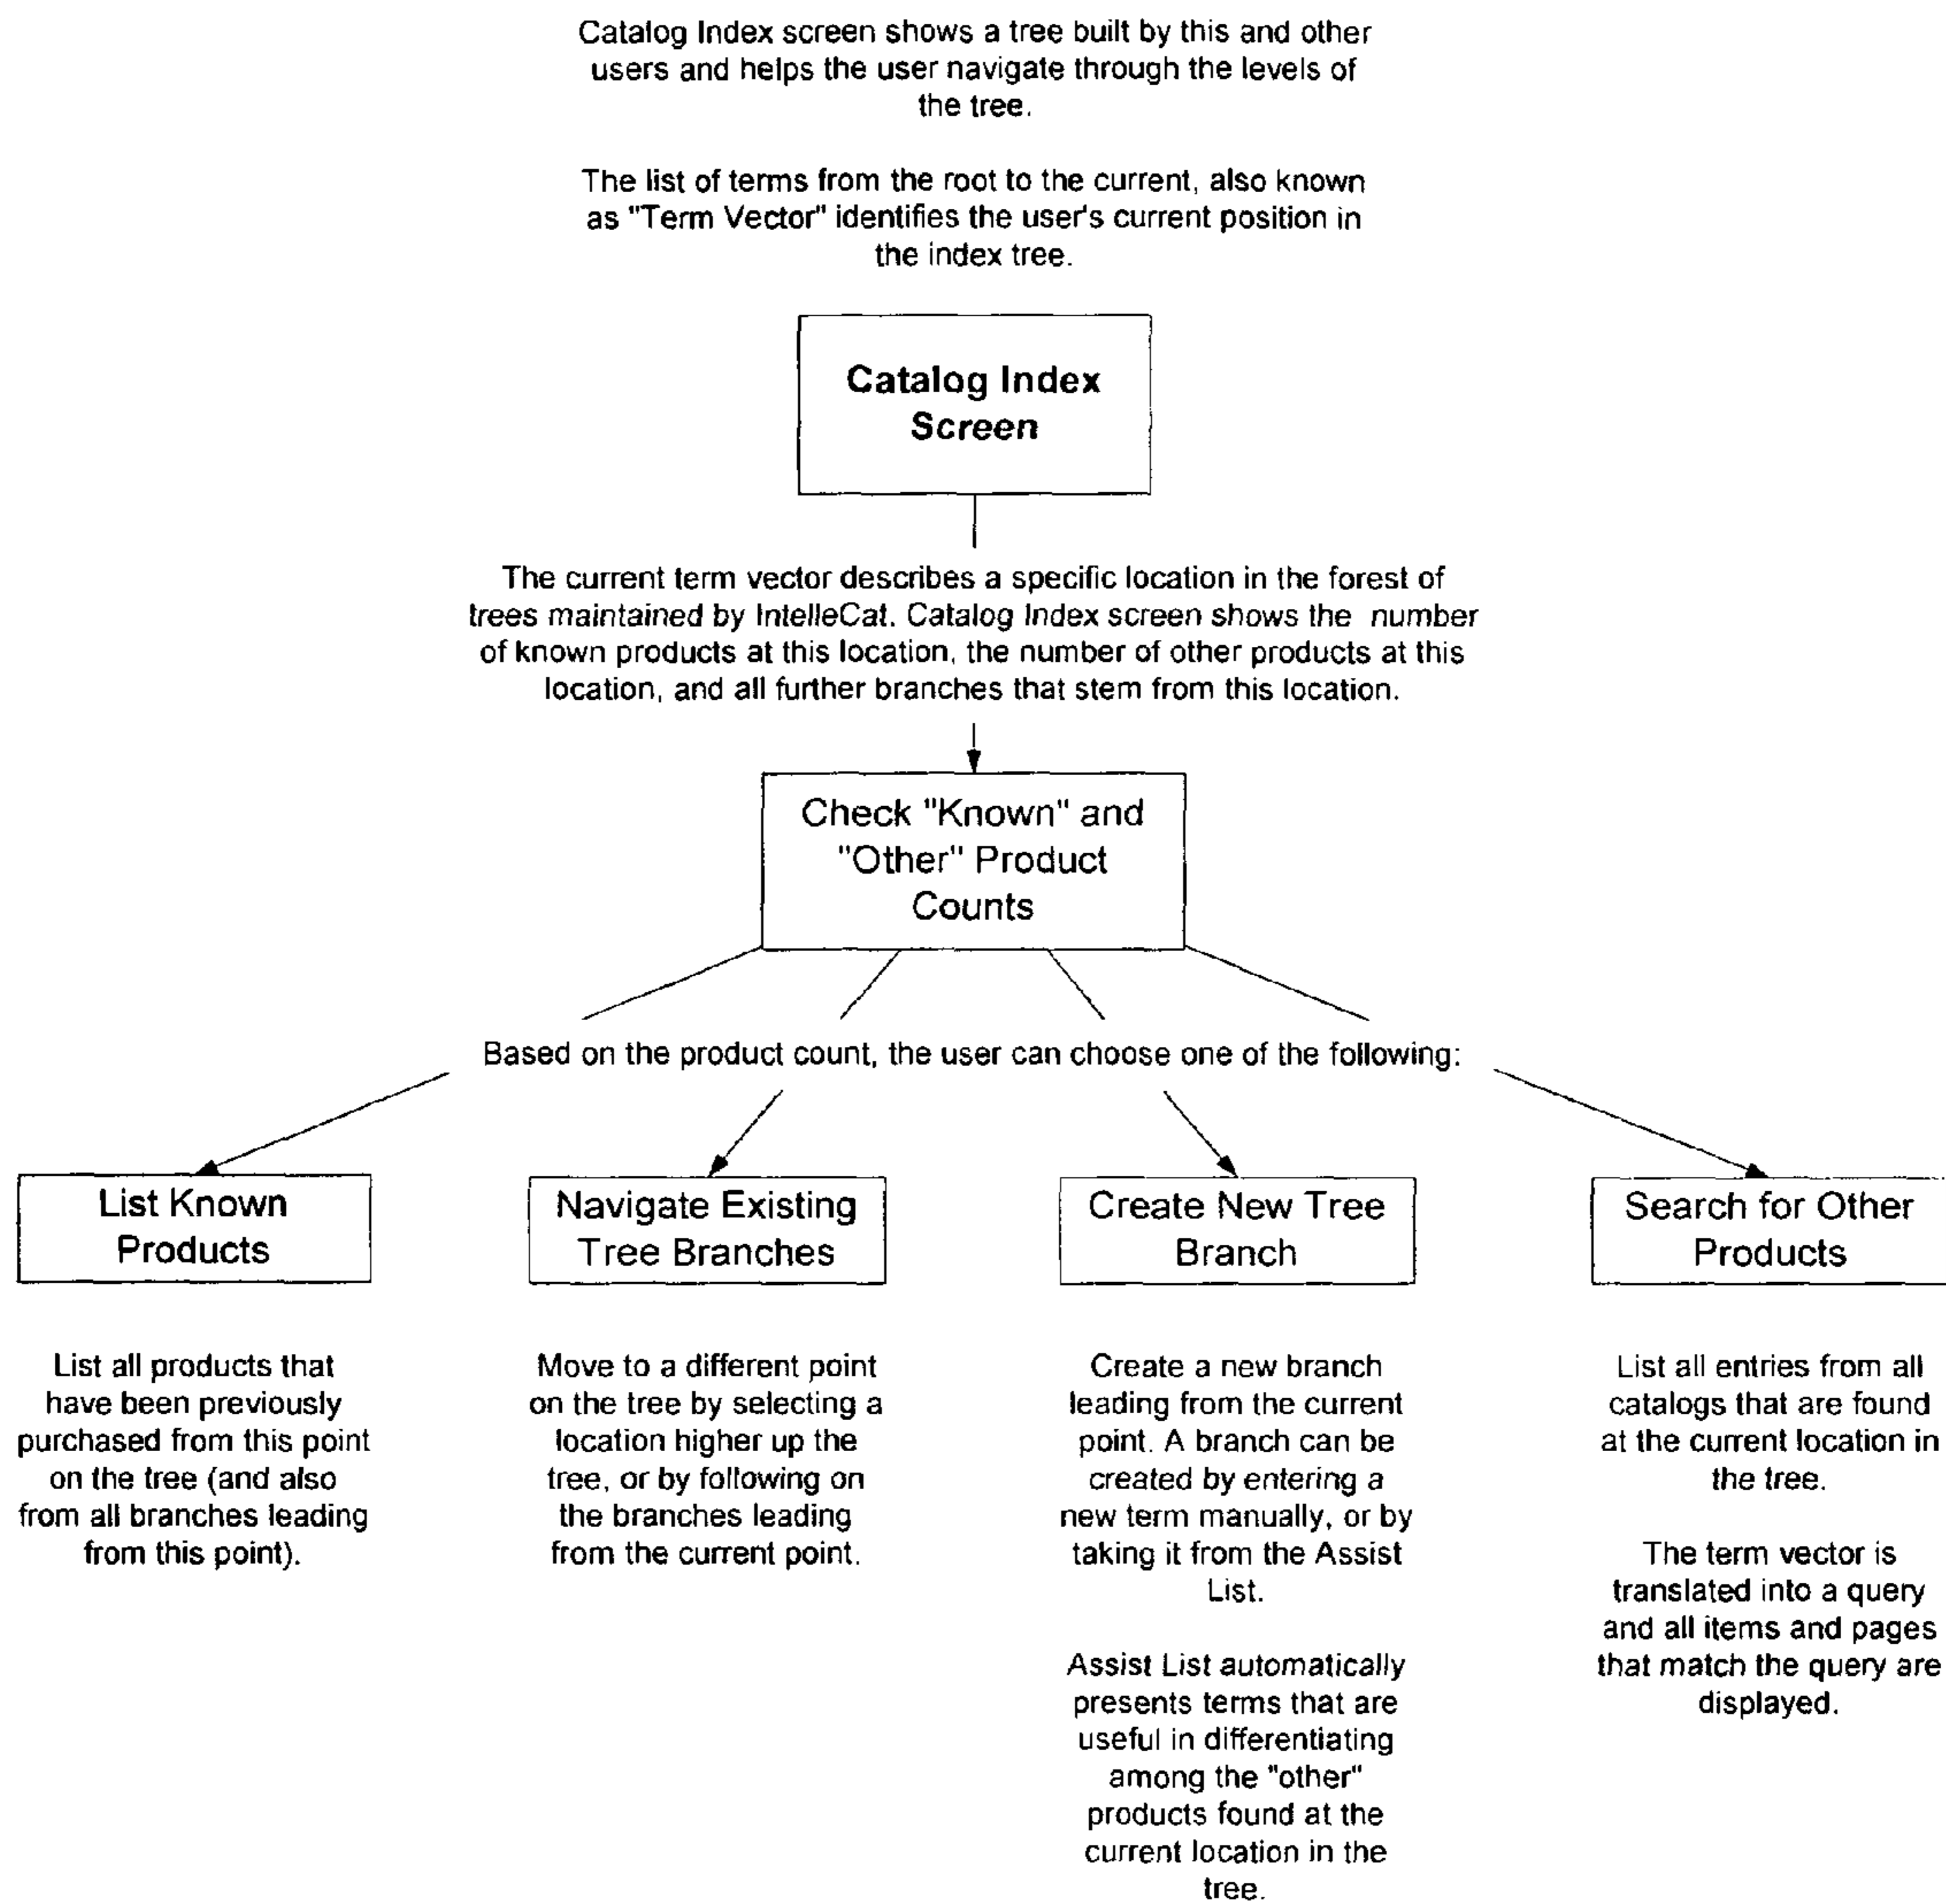 Catalog Index screen shows a tree built by this and other
users and helps the user navigate through the levels of
the tree.
The list of terms from the root to the current, also known
as "Term Vector" identifies the user's current position in
the index tree.
Catalog Index
Screen
The current term vector describes a specific location in the forest of
trees maintained by IntelleCat. Catalog Index screen shows the number
of known products at this location, the number of other products at this
location, and all further branches that stem from this location.
Check "Known" and
"Other" Product
Counts
Based on the product count, the user can choose one of the following:
List Known
Products
List all products that
have been previously
purchased from this point
on the tree (and also
from all branches leading
from this point).
Navigate Existing
Tree Branches
Move to a different point
on the tree by selecting a
location higher up the
tree, or by following on
the branches leading
from the current point.
Create New Tree
Branch
Create a new branch
leading from the current
point. A branch can be
created by entering a
new term manually, or by
taking it from the Assist
List.
Assist List automatically
presents terms that are
useful in differentiating
among the "other"
products found at the
current location in the
tree.
Search for Other
Products
List all entries from all
catalogs that are found
at the current location in
the tree.
The term vector is
translated into a query
and all items and pages
that match the query are
displayed.